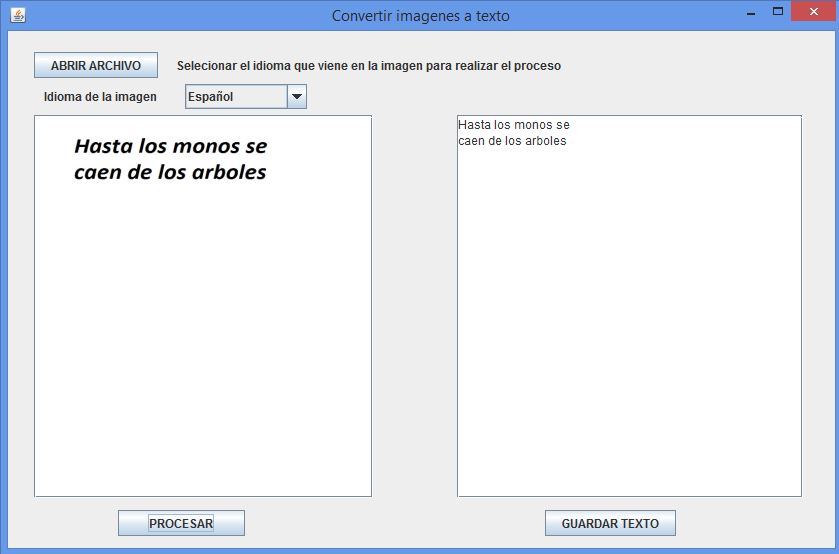 Convertir imagenes a texto
ABRIR ARCHIVO
Selecionar el idioma que viene en la imagen para realizar el proceso
Idioma de la imagen
Español
Hasta los monos se
caen de los arboles
Hasta los monos se
caen de los arboles
PROCESAR
GUARDAR TEXTO